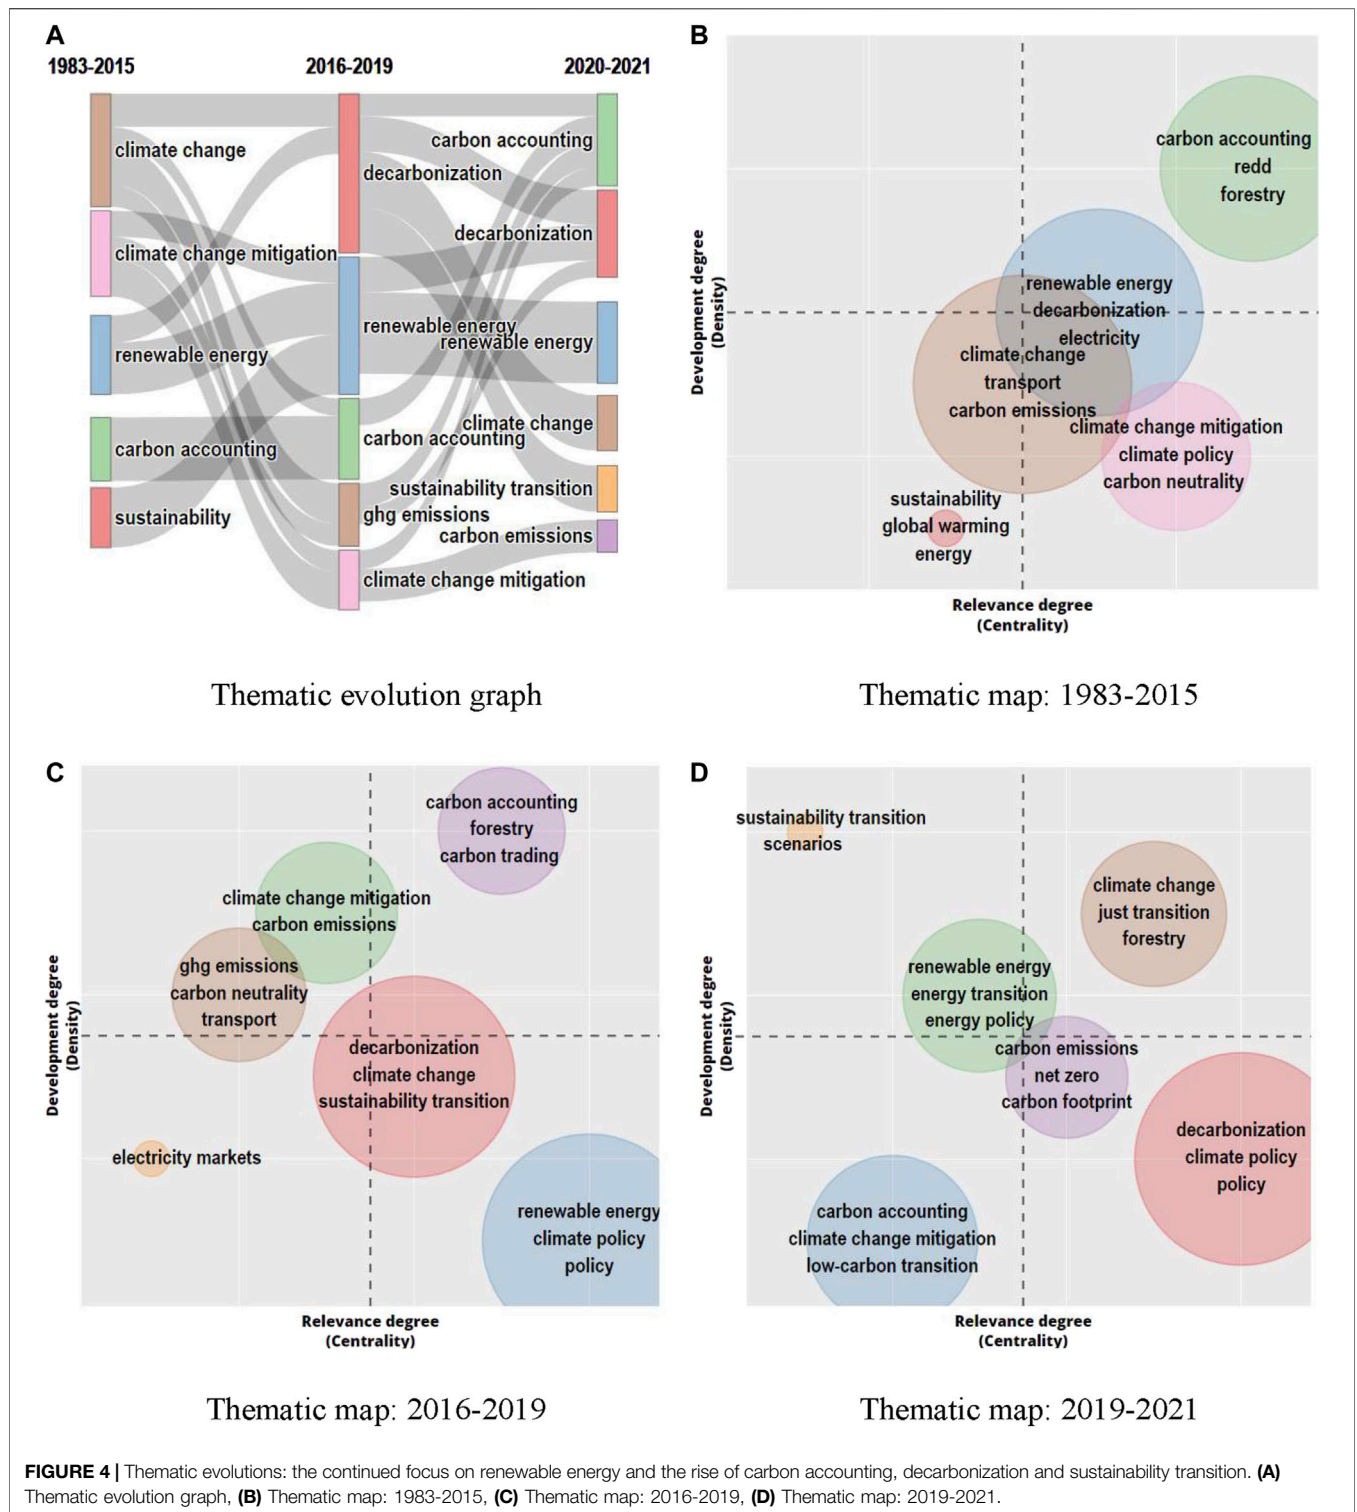 A
1983-2015
2016-2019
2020-2021
climate change
climate change mitigation
renewable energy
carbon accounting
sustainability
decarbonization
renewable energy
carbon accounting
ghg emissions
climate change mitigation
carbon accounting
decarbonization
renewable energy
climate change
sustainability transition
carbon emissions
Thematic evolution graph
B
carbon accounting
redd
forestry
renewable energy
decarbonization
electricity
climate change
transport
carbon emissions
climate change mitigation
climate policy
carbon neutrality
sustainability
global warming
energy
Development degree
(Density)
Relevance degree
(Centrality)
Thematic map: 1983-2015
C
carbon accounting
forestry
carbon trading
climate change mitigation
carbon emissions
ghg emissions
carbon neutrality
transport
decarbonization
climate change
sustainability transition
electricity markets
renewable energy
climate policy
policy
Development degree
(Density)
Relevance degree
(Centrality)
Thematic map: 2016-2019
D
sustainability transition
scenarios
climate change
just transition
forestry
renewable energy
energy transition
energy policy
carbon emissions
net zero
carbon footprint
decarbonization
climate policy
policy
carbon accounting
climate change mitigation
low-carbon transition
Development degree
(Density)
Relevance degree
(Centrality)
Thematic map: 2019-2021
FIGURE 4 | Thematic evolutions: the continued focus on renewable energy and the rise of carbon accounting, decarbonization and sustainability transition. (A)
Thematic evolution graph, (B) Thematic map: 1983-2015, (C) Thematic map: 2016-2019, (D) Thematic map: 2019-2021.